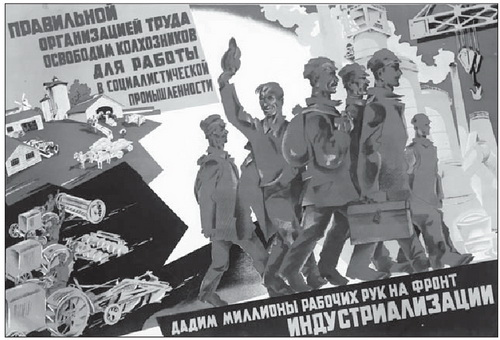 ПРАВИЛЬНОЙ
ОРГАНИЗАЦИЕЙ ТРУДА
ОСВОБОДИМ КОЛХОЗНИКОВ
ДЛЯ РАБОТЫ
В СОЦИАЛИСТИЧЕСКОЙ
ПРОМЫШЛЕННОСТИ
ДАДИМ МИЛЛИОНЫ РАБОЧИХ РУК НА ФРОНТ
ИНДУСТРИАЛИЗАЦИИ